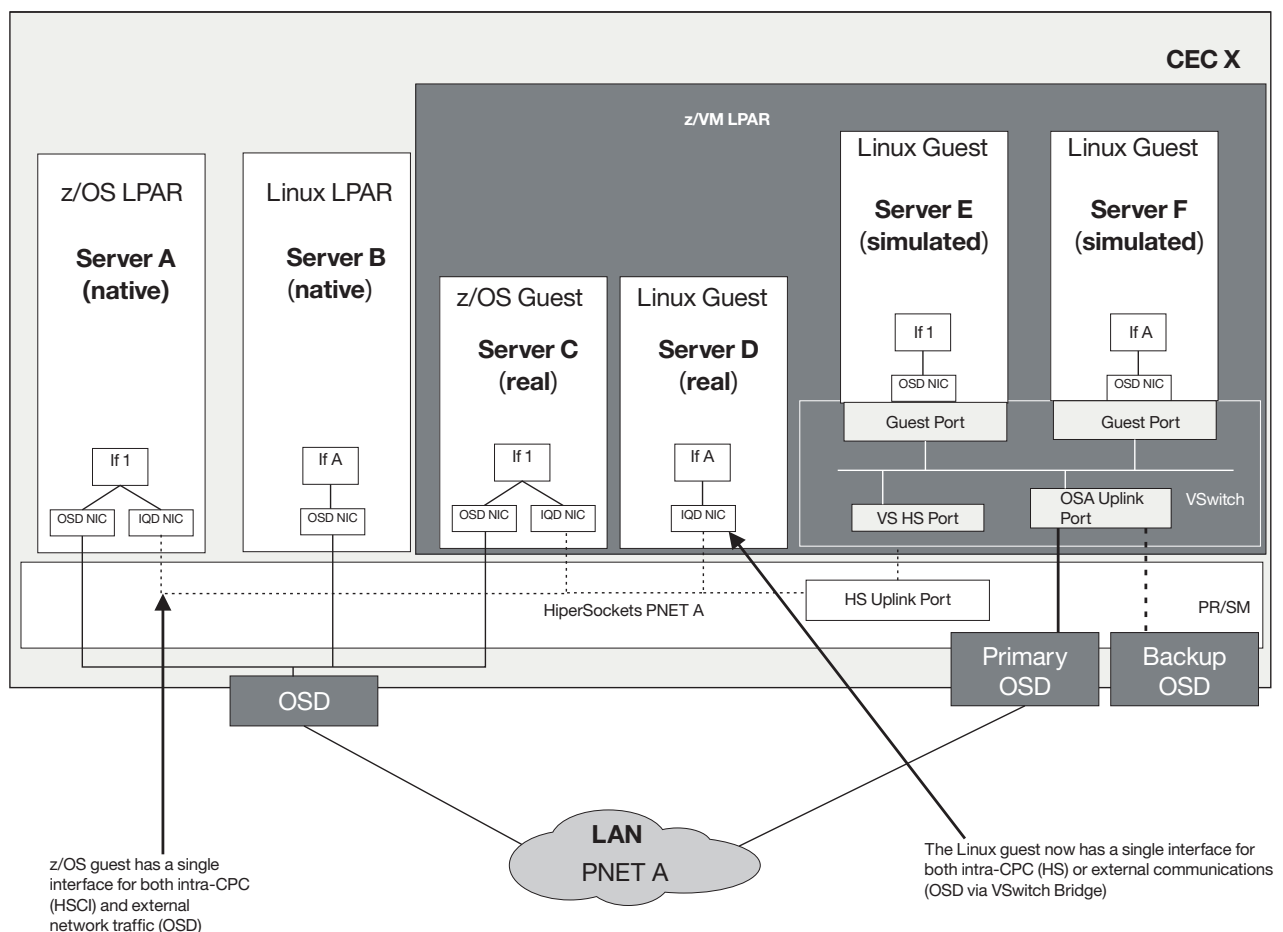 CEC X
z/VM LPAR
z/OS LPAR
Server A
(native)
If 1
OSD NIC
IQD NIC
Linux LPAR
Server B
(native)
If A
OSD NIC
z/OS Guest
Server C
(real)
If 1
OSD NIC
IQD NIC
Linux Guest
Server D
(real)
If A
IQD NIC
Linux Guest
Server E
(simulated)
If 1
OSD NIC
Guest Port
Linux Guest
Server F
(simulated)
If A
OSD NIC
Guest Port
VS HS Port
OSA Uplink
Port
VSwitch
HiperSockets PNET A
HS Uplink Port
PR/SM
OSD
Primary
OSD
Backup
OSD
LAN
PNET A
z/OS guest has a single
interface for both intra-CPC
(HSCI) and external
network traffic (OSD)
The Linux guest now has a single interface for
both intra-CPC (HS) or external communications
(OSD via VSwitch Bridge)